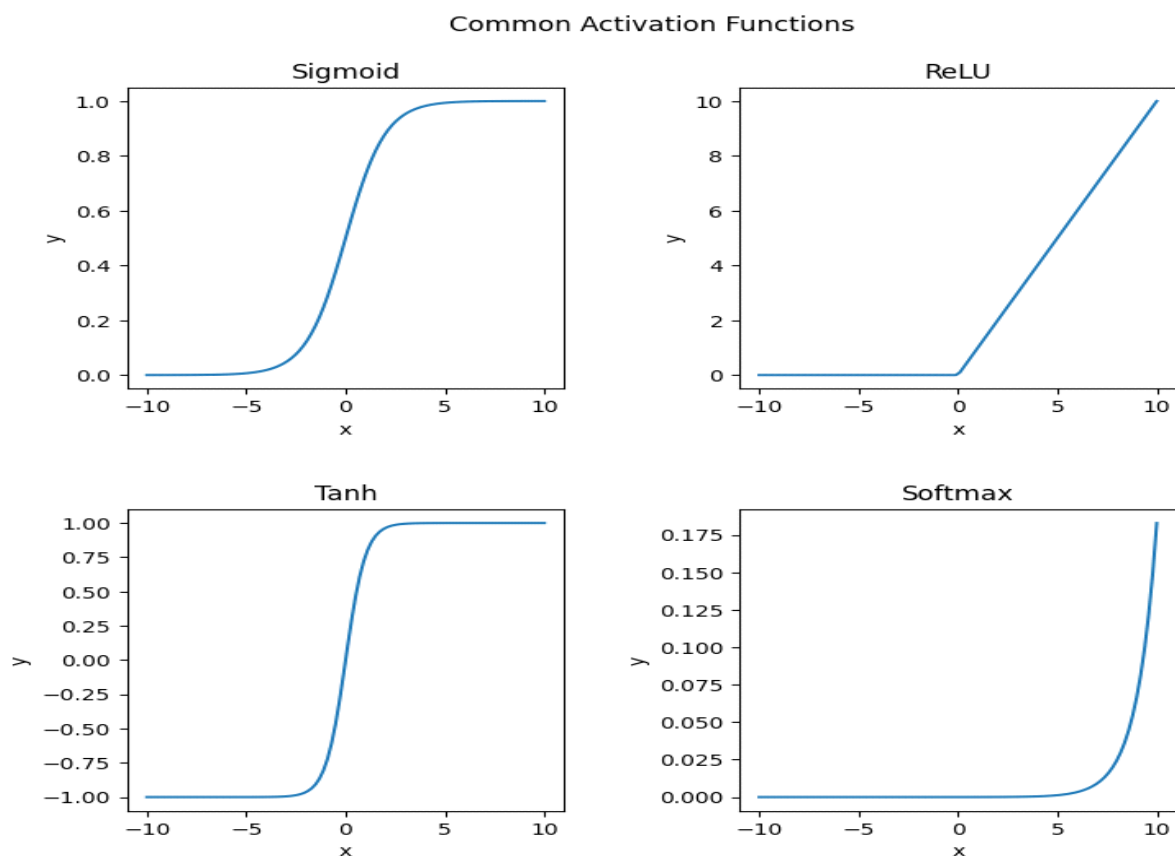 Common Activation Functions
Sigmoid
1.0
0.8
0.6
0.4
0.2
0.0
y
−10 −5 0 5 10
x
ReLU
10
8
6
4
2
0
y
−10 −5 0 5 10
x
Tanh
1.00
0.75
0.50
0.25
0.00
−0.25
−0.50
−0.75
−1.00
y
−10 −5 0 5 10
x
Softmax
0.175
0.150
0.125
0.100
0.075
0.050
0.025
0.000
y
−10 −5 0 5 10
x